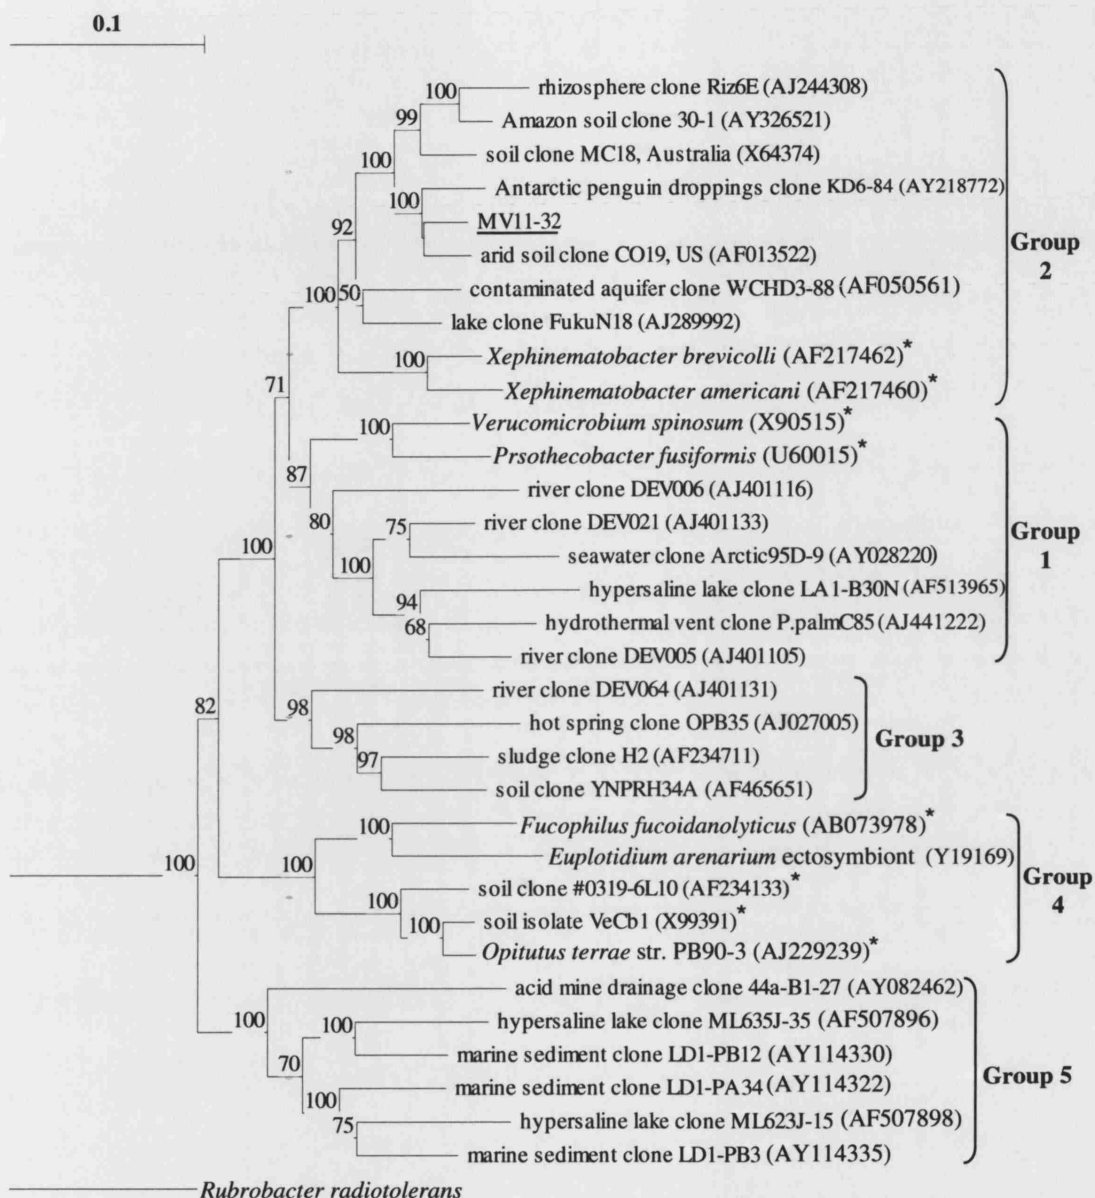 0.1
100
rhizosphere clone Riz6E (AJ244308)
99
Amazon soil clone 30-1 (AY326521)
100
soil clone MC18, Australia (X64374)
Antarctic penguin droppings clone KD6-84 (AY218772)
100
92
MV11-32
arid soil clone CO19, US (AF013522)
Group
2
100
50
contaminated aquifer clone WCHD3-88 (AF050561)
lake clone FukuN18 (AJ289992)
100
Xephinematobacter brevicolli (AF217462)*
71
Xephinematobacter americani (AF217460)*
100
Verucomicrobium spinosum (X90515)*
Prsothecobacter fusiformis (U60015)*
87
river clone DEV006 (AJ401116)
80
75
river clone DEV021 (AJ401133)
Group
1
100
seawater clone Arctic95D-9 (AY028220)
100
hypersaline lake clone LA1-B30N (AF513965)
94
68
hydrothermal vent clone P.palmC85 (AJ441222)
river clone DEV005 (AJ401105)
82
98
river clone DEV064 (AJ401131)
98
hot spring clone OPB35 (AJ027005)
Group 3
97
sludge clone H2 (AF234711)
soil clone YNPRH34A (AF465651)
100
Fucophilus fucoidanolyticus (AB073978)*
100
100
Euplotidium arenarium ectosymbiont (Y19169)
Group
4
100
soil clone #0319-6L10 (AF234133)*
100
soil isolate VeCb1 (X99391)*
Opitutus terrae str. PB90-3 (AJ229239)*
acid mine drainage clone 44a-B1-27 (AY082462)
100
100
hypersaline lake clone ML635J-35 (AF507896)
70
marine sediment clone LD1-PB12 (AY114330)
Group 5
100
marine sediment clone LD1-PA34 (AY114322)
75
hypersaline lake clone ML623J-15 (AF507898)
marine sediment clone LD1-PB3 (AY114335)
Rubrobacter radiotolerans